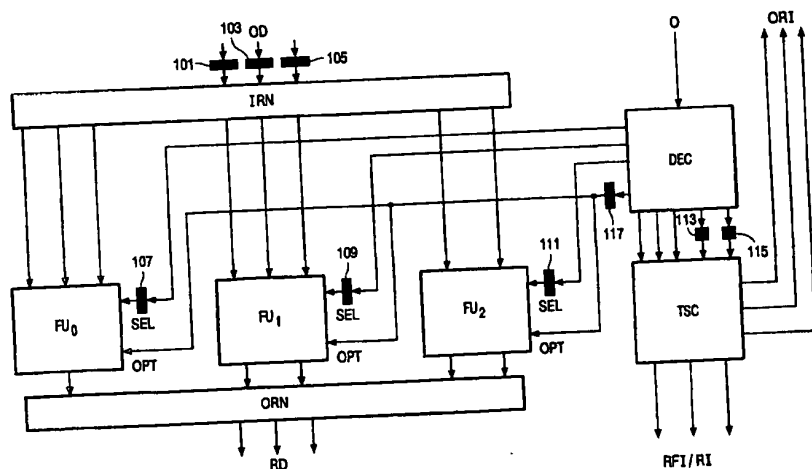 103 OD
O
ORI
101
105
IRN
DEC
107
109
111
117
113
115
SEL
SEL
SEL
FU0
FU1
FU2
TSC
OPT
OPT
OPT
ORN
RD
RFI/RI